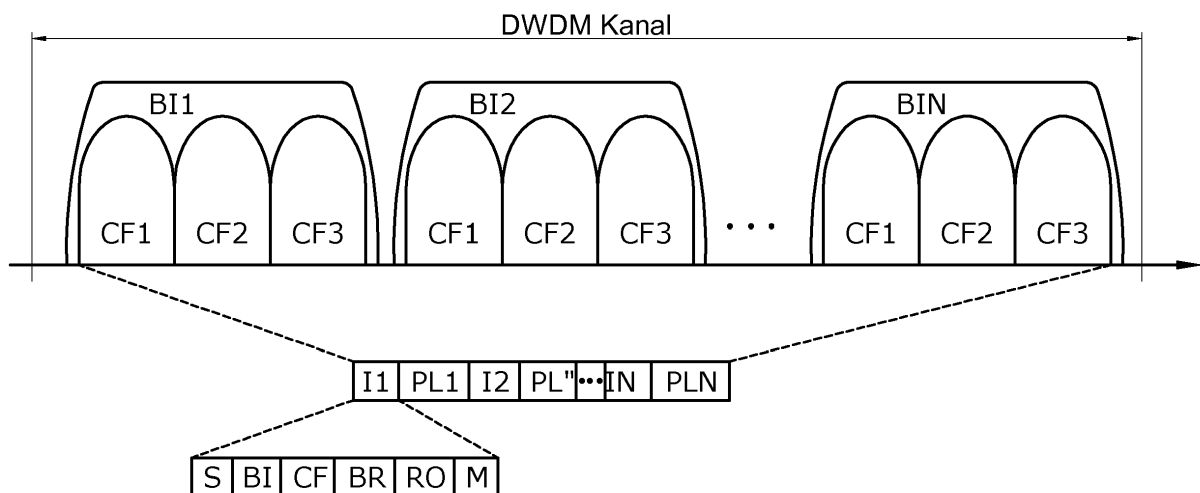 DWDM Kanal
BI1 BI2 BIN
CF1 CF2 CF3 CF1 CF2 CF3 ... CF1 CF2 CF3
I1 PL1 I2 PL" ... IN PLN
S BI CF BR RO M